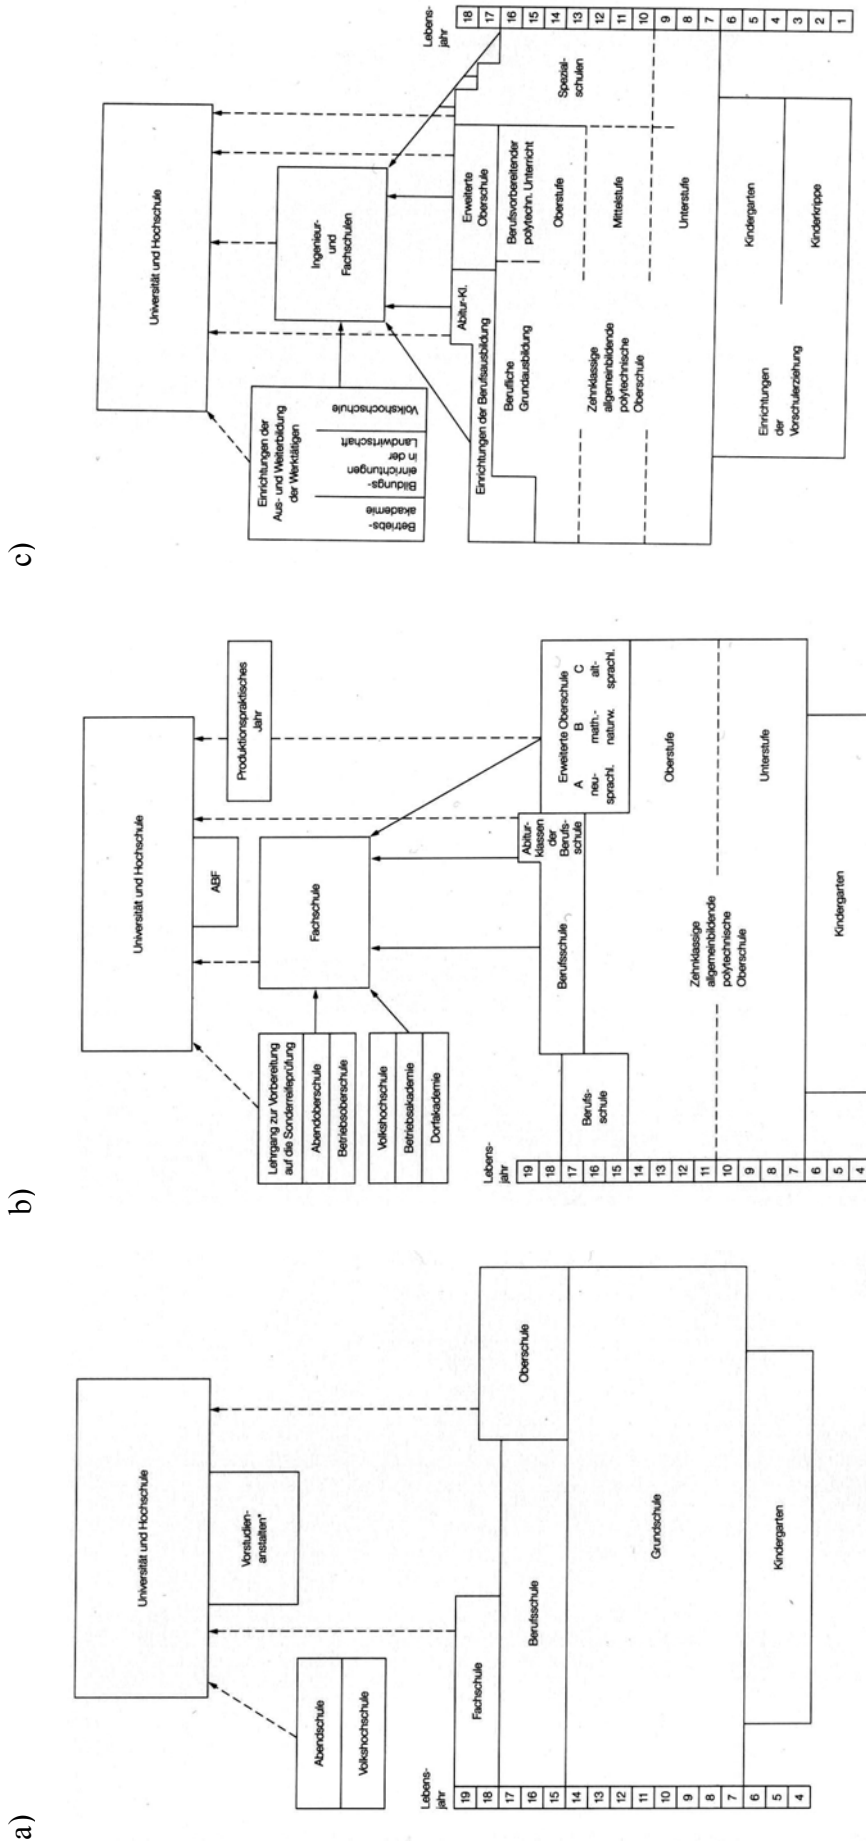 a)
Universität und Hochschule
Vorstudien-
anstalten*
Abendschule
Volkshochschule
Lebens-
jahr
19
18
17
16
15
14
13
12
11
10
9
8
7
6
5
4
Fachschule
Berufsschule
Oberschule
Grundschule
Kindergarten
b)
Universität und Hochschule
ABF
Produktionspraktisches
Jahr
Fachschule
Lehrgang zur Vorbereitung
auf die Sonderreifeprüfung
Abendoberschule
Betriebsoberschule
Volkshochschule
Betriebsakademie
Dorfakademie
Lebens-
jahr
19
18
17
16
15
14
13
12
11
10
9
8
7
6
5
4
Berufs-
schule
Berufsschule
Abitur-
klassen
der
Berufs-
schule
Erweiterte Oberschule
A B C
neu- math.- alt-
sprachl. naturw. sprachl.
Oberstufe
Zehnklassige
allgemeinbildende
polytechnische
Oberschule
Unterstufe
Kindergarten
c)
Universität und Hochschule
Ingenieur-
und
Fachschulen
Einrichtungen der
Aus- und Weiterbildung
der Werktätigen
Betriebs-
akademie
Bildungs-
einrichtungen
in der
Landwirtschaft
Volkshochschule
Lebens-
jahr
18
17
16
15
14
13
12
11
10
9
8
7
6
5
4
3
2
1
Einrichtungen der Berufsausbildung
Abitur-Kl.
Erweiterte
Oberschule
Berufliche
Grundausbildung
Berufsvorbereitender
polytechn. Unterricht
Oberstufe
Spezial-
schulen
Zehnklassige
allgemeinbildende
polytechnische
Oberschule
Mittelstufe
Unterstufe
Einrichtungen
der
Vorschulerziehung
Kindergarten
Kinderkrippe